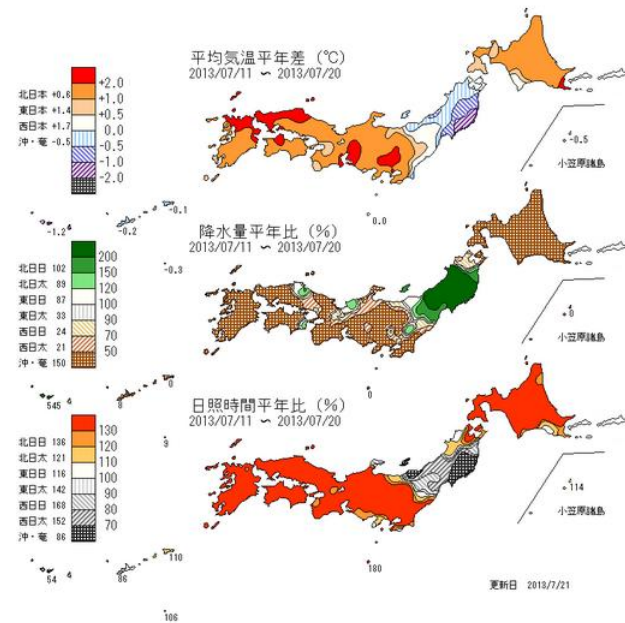 平均気温平年差 (℃)
2013/07/11 ～ 2013/07/20
北日本 +0.6
東日本 +1.4
西日本 +1.7
沖・奄 -0.5
+2.0
+1.0
+0.5
0.0
-0.5
-1.0
-2.0
-0.5
小笠原諸島
-1.2
-0.2
-0.1
0.0
-0.3
降水量平年比 (%)
2013/07/11 ～ 2013/07/20
北日日 102
北日太 89
東日日 87
東日太 33
西日日 24
西日太 21
沖・奄 150
200
150
120
100
90
70
50
0
小笠原諸島
545
8
0
0
9
日照時間平年比 (%)
2013/07/11 ～ 2013/07/20
北日日 136
北日太 121
東日日 116
東日太 142
西日日 168
西日太 152
沖・奄 86
130
120
110
100
90
80
70
114
小笠原諸島
54
86
110
180
106
更新日 2013/7/21